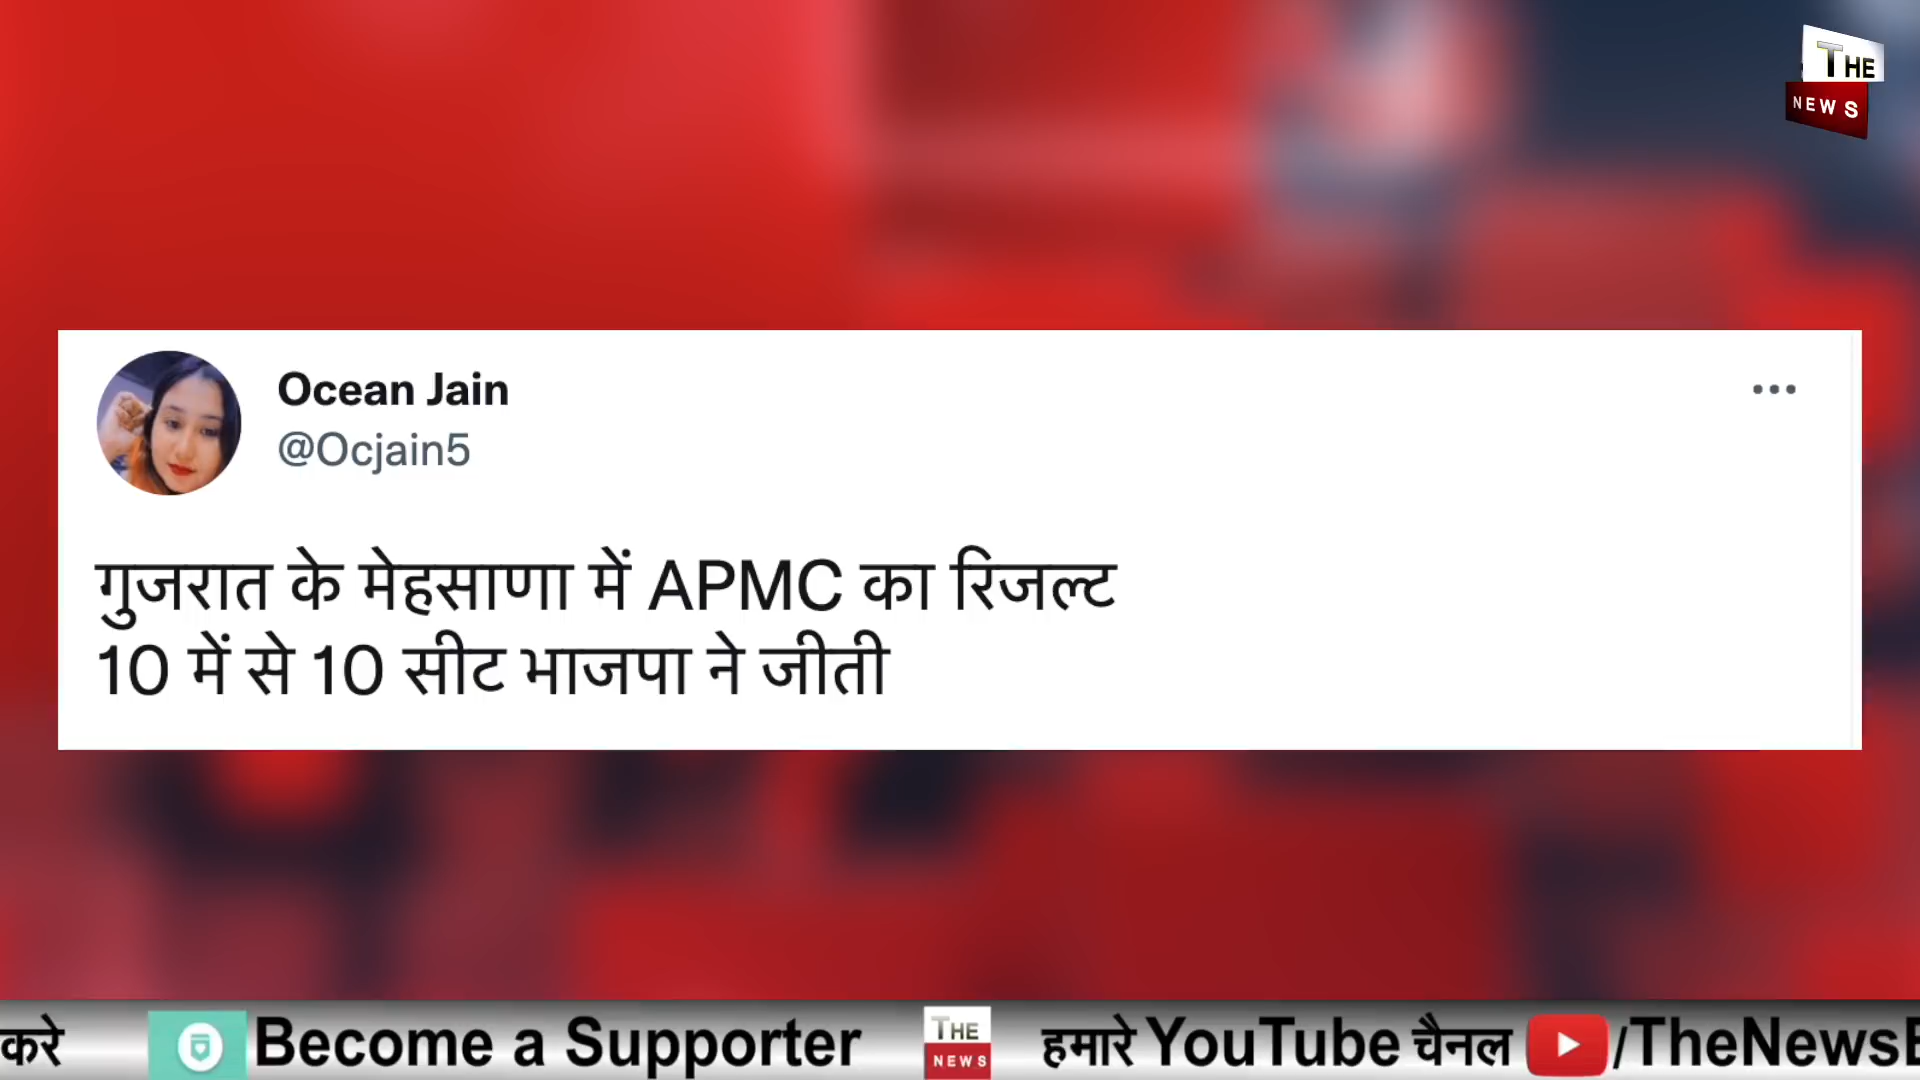 THE
NEWS
Ocean Jain
@Ocjain5
गुजरात के मेहसाणा में APMC का रिजल्ट
10 में से 10 सीट भाजपा ने जीती
करे Become a Supporter THE NEWS हमारे YouTube चैनल /TheNewsB